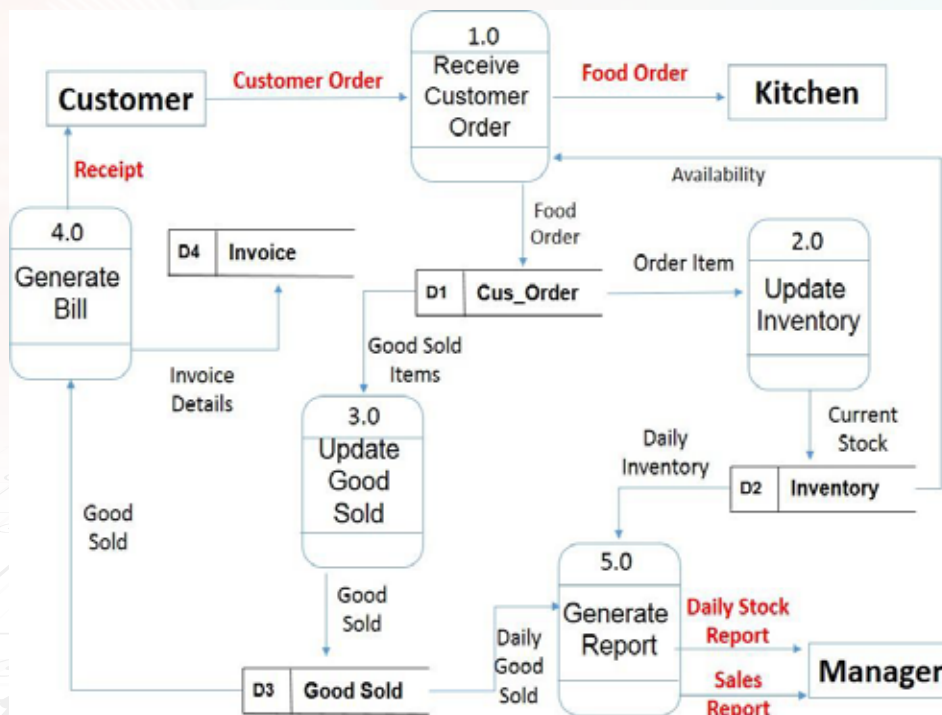 1.0
Receive
Customer
Order
Customer Order
Food Order
Customer
Kitchen
Receipt
Availability
4.0
Generate
Bill
D4 Invoice
Food
Order
Order Item
2.0
Update
Inventory
D1 Cus_Order
Good Sold
Items
Invoice
Details
3.0
Update
Good
Sold
Current
Stock
Daily
Inventory
D2 Inventory
Good
Sold
5.0
Generate
Report
Good
Sold
Daily
Good
Sold
Daily Stock
Report
Manager
Sales
Report
D3 Good Sold